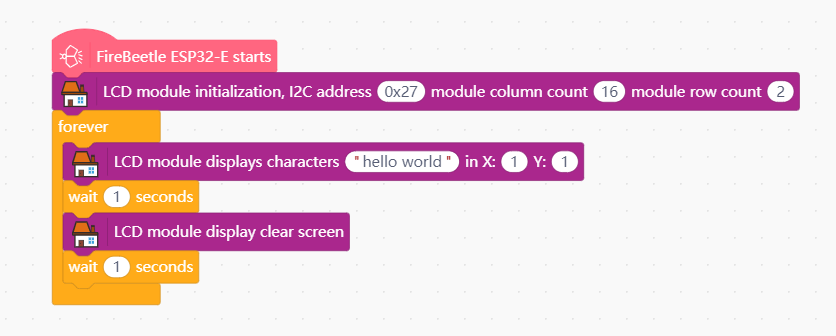 FireBeetle ESP32-E starts
LCD module initialization, I2C address 0x27 module column count 16 module row count 2
forever
LCD module displays characters "hello world" in X: 1 Y: 1
wait 1 seconds
LCD module display clear screen
wait 1 seconds